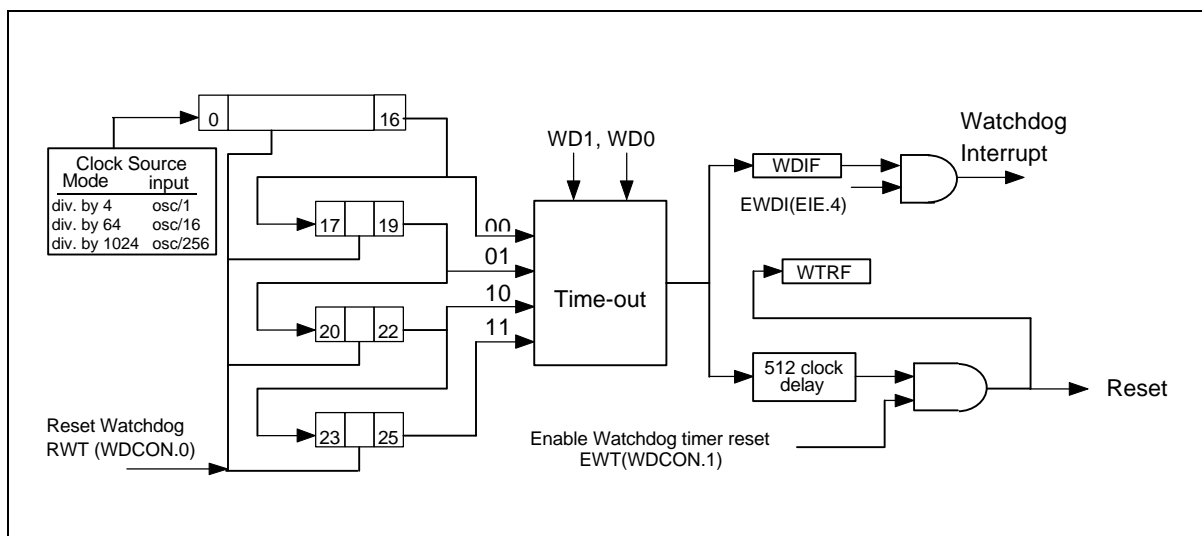 0
16
Clock Source
Mode input
div. by 4 osc/1
div. by 64 osc/16
div. by 1024 osc/256
17 19
20 22
23 25
Reset Watchdog
RWT (WDCON.0)
WD1, WD0
00
01
10
11
Time-out
WDIF
EWDI(EIE.4)
Watchdog
Interrupt
WTRF
512 clock
delay
Enable Watchdog timer reset
EWT(WDCON.1)
Reset